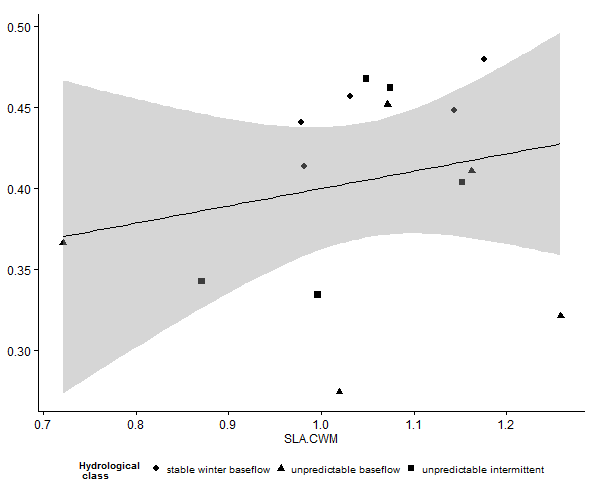 0.50
0.45
0.40
0.35
0.30
0.7 0.8 0.9 1.0 1.1 1.2
SLA.CWM
Hydrological
class
stable winter baseflow unpredictable baseflow unpredictable intermittent